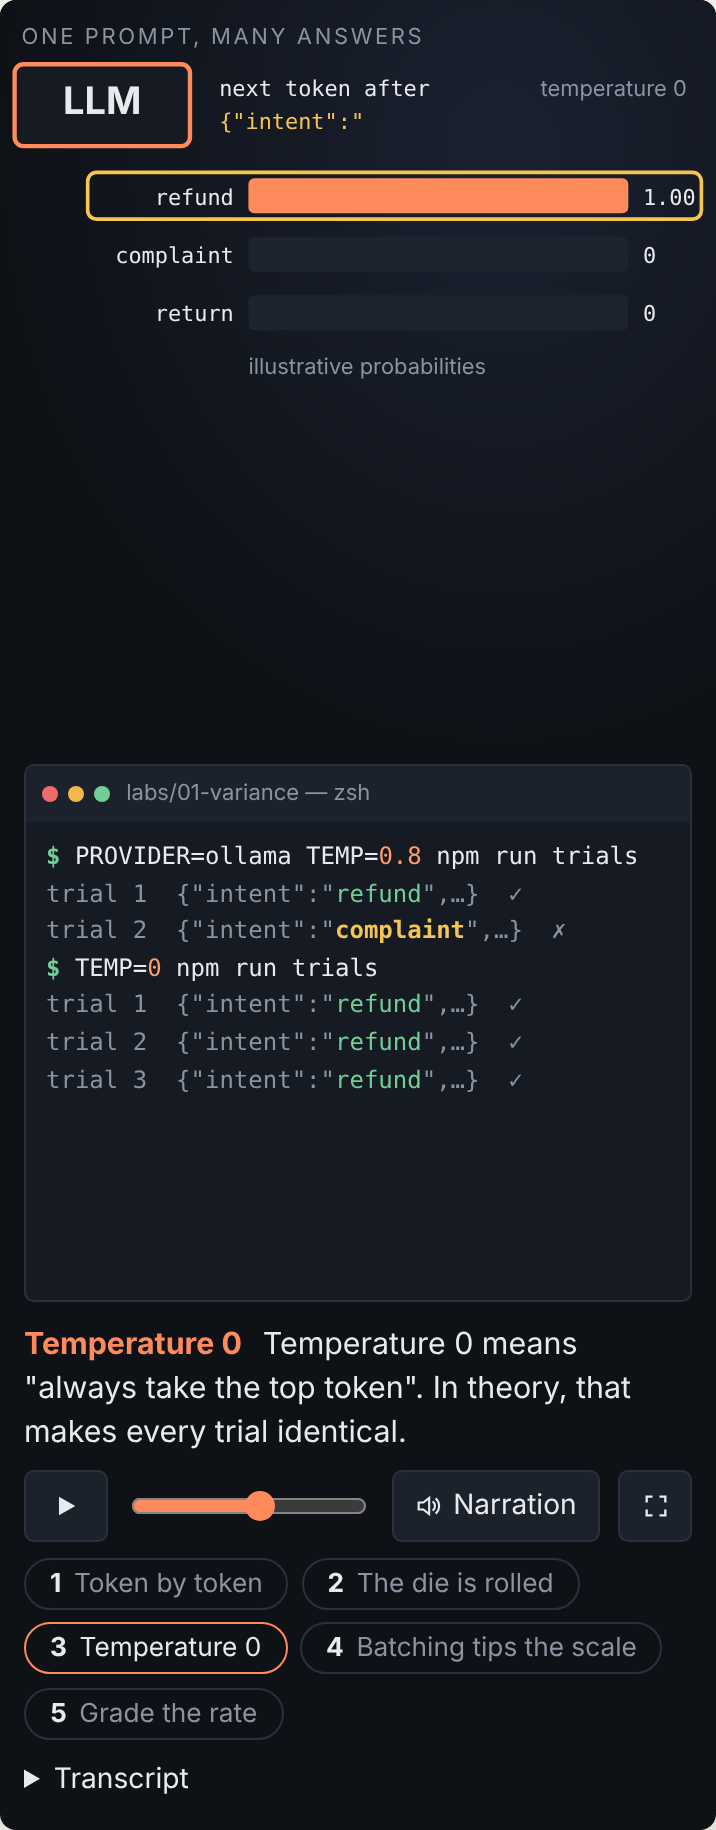 ONE PROMPT, MANY ANSWERS
LLM
next token after
temperature 0
{"intent":"
refund 1.00
complaint 0
return 0
illustrative probabilities
labs/01-variance — zsh
$ PROVIDER=ollama TEMP=0.8 npm run trials
trial 1 {"intent":"refund",…} ✓
trial 2 {"intent":"complaint",…} ✗
$ TEMP=0 npm run trials
trial 1 {"intent":"refund",…} ✓
trial 2 {"intent":"refund",…} ✓
trial 3 {"intent":"refund",…} ✓
Temperature 0 Temperature 0 means
"always take the top token". In theory, that
makes every trial identical.
Narration
1 Token by token
2 The die is rolled
3 Temperature 0
4 Batching tips the scale
5 Grade the rate
Transcript